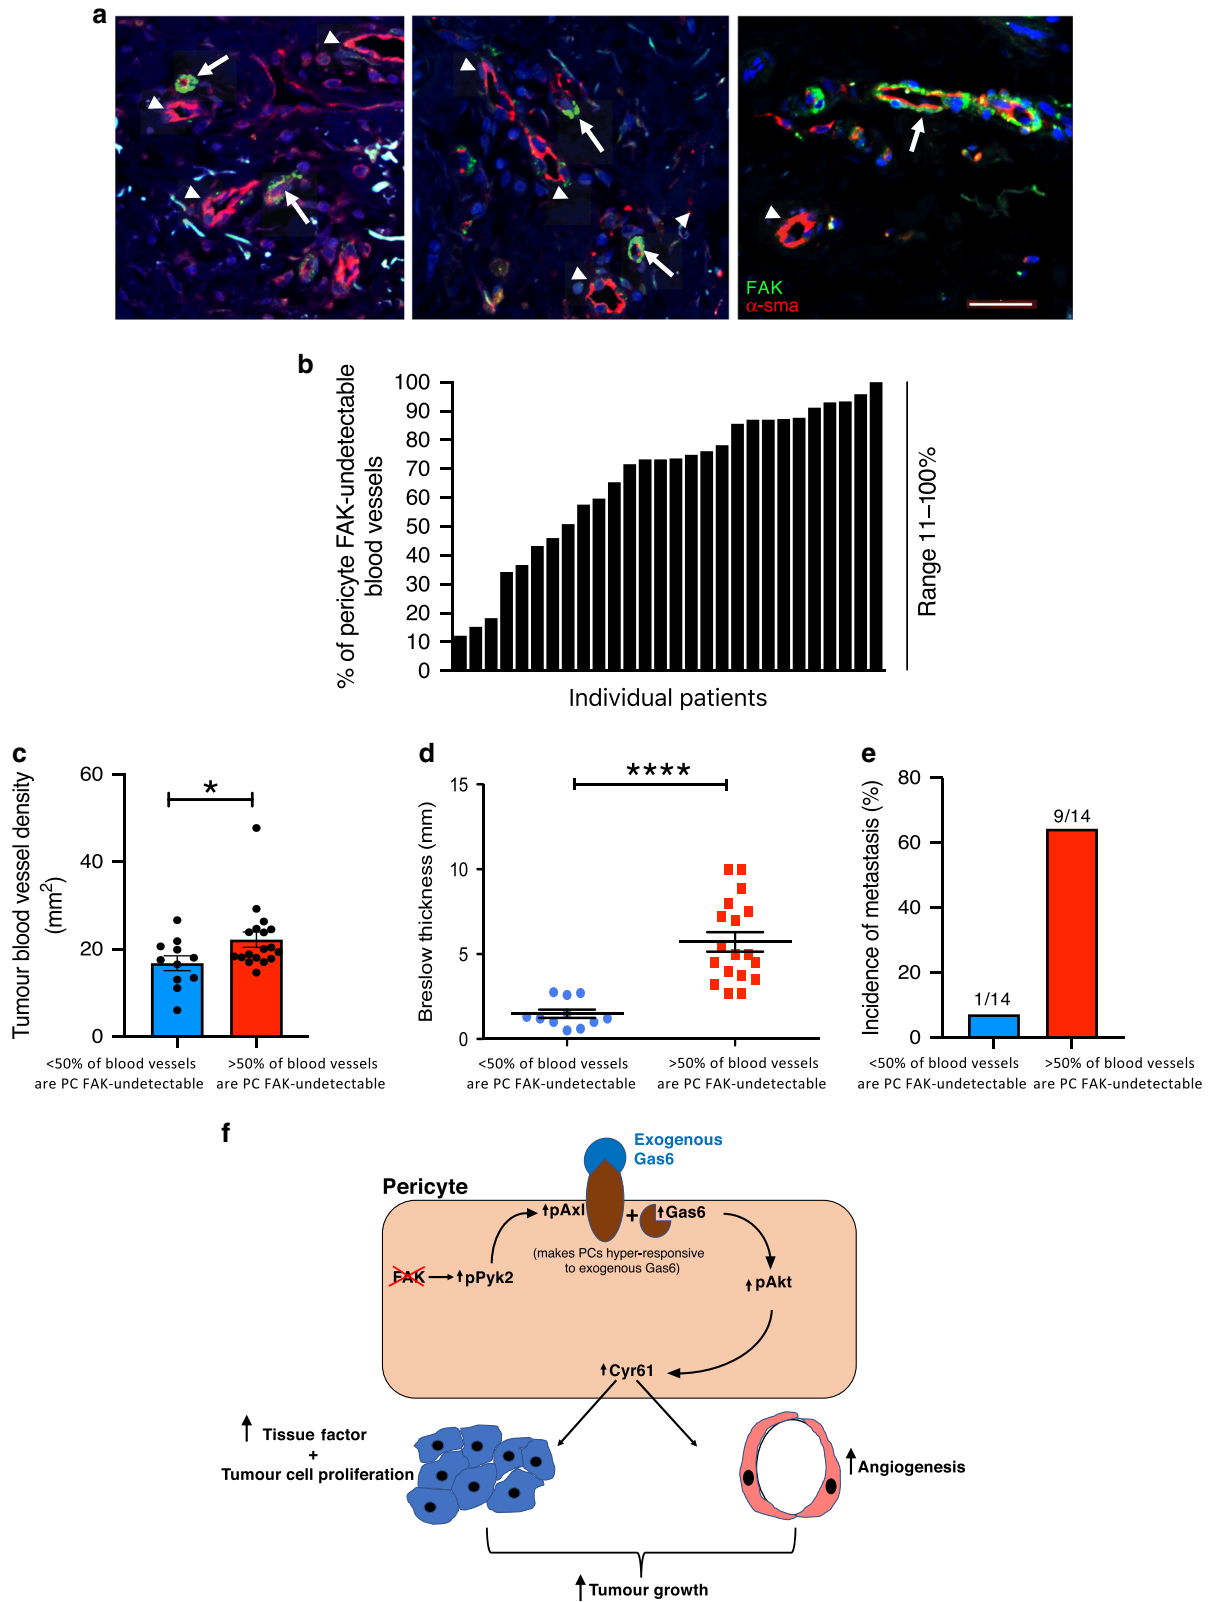 a
FAK
α-sma
b
% of pericyte FAK-undetectable
blood vessels
100
90
80
70
60
50
40
30
20
10
0
Individual patients
Range 11–100%
c
Tumour blood vessel density
(mm2)
60
40
20
0
*
<50% of blood vessels
are PC FAK-undetectable
>50% of blood vessels
are PC FAK-undetectable
d
Breslow thickness (mm)
15
10
5
0
****
<50% of blood vessels
are PC FAK-undetectable
>50% of blood vessels
are PC FAK-undetectable
e
Incidence of metastasis (%)
80
60
40
20
0
1/14
9/14
<50% of blood vessels
are PC FAK-undetectable
>50% of blood vessels
are PC FAK-undetectable
f
Exogenous
Gas6
Pericyte
↑pAxl
+
↑Gas6
(makes PCs hyper-responsive
to exogenous Gas6)
FAK
↑pPyk2
↑pAkt
↑Cyr61
↑ Tissue factor
+
Tumour cell proliferation
↑Angiogenesis
↑Tumour growth